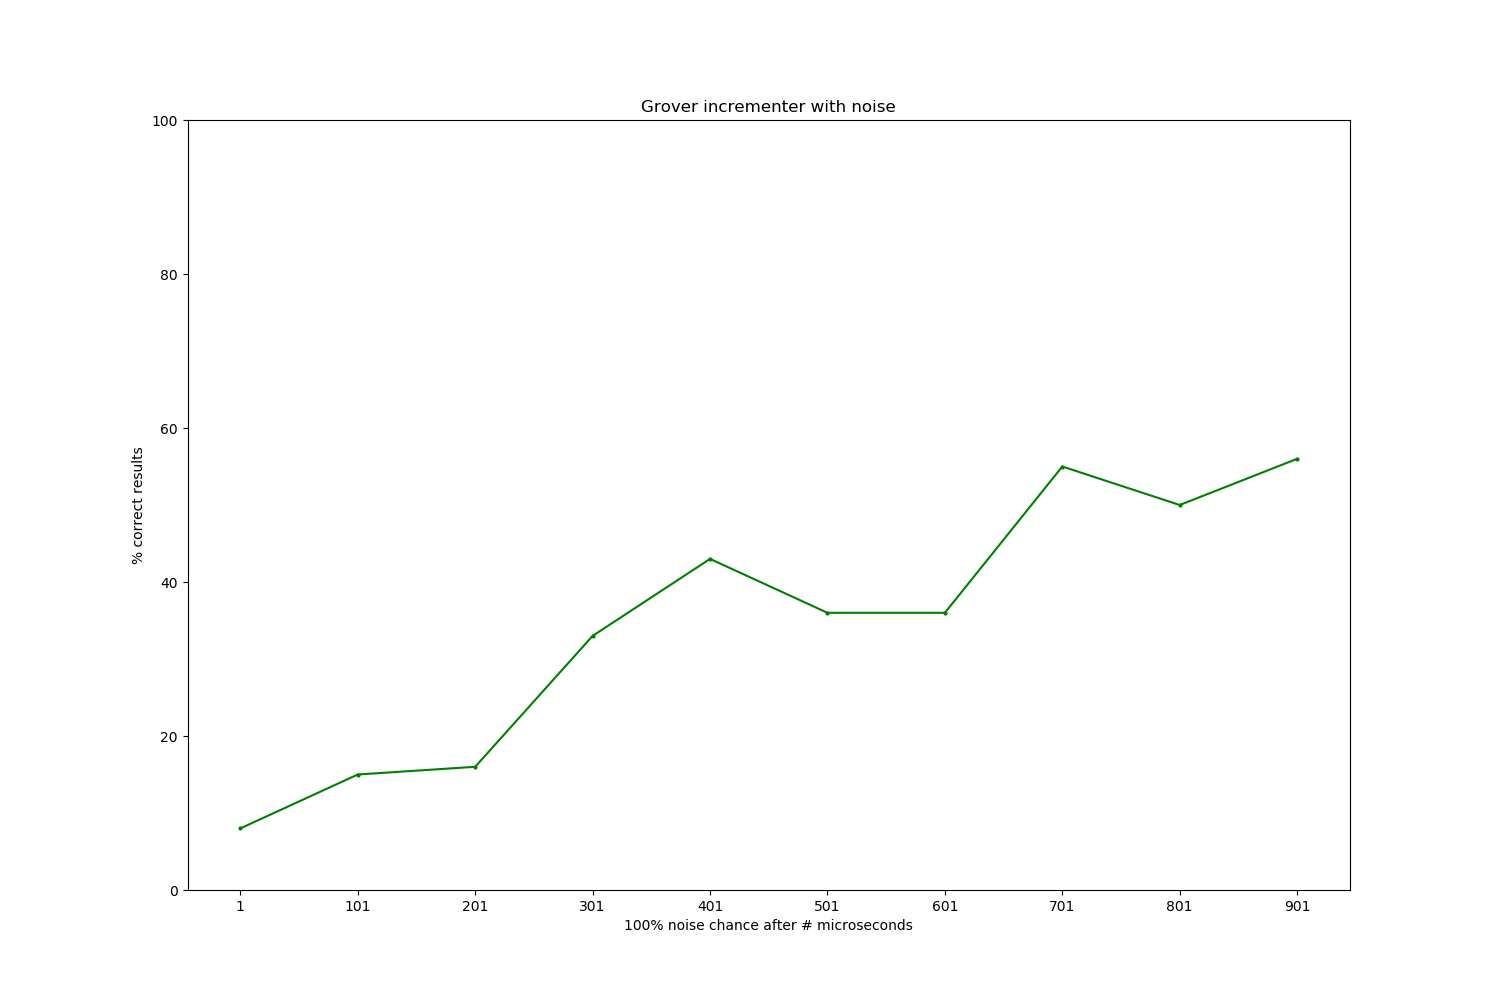 Grover incrementer with noise
100
80
60
40
20
0
% correct results
1 101 201 301 401 501 601 701 801 901
100% noise chance after # microseconds